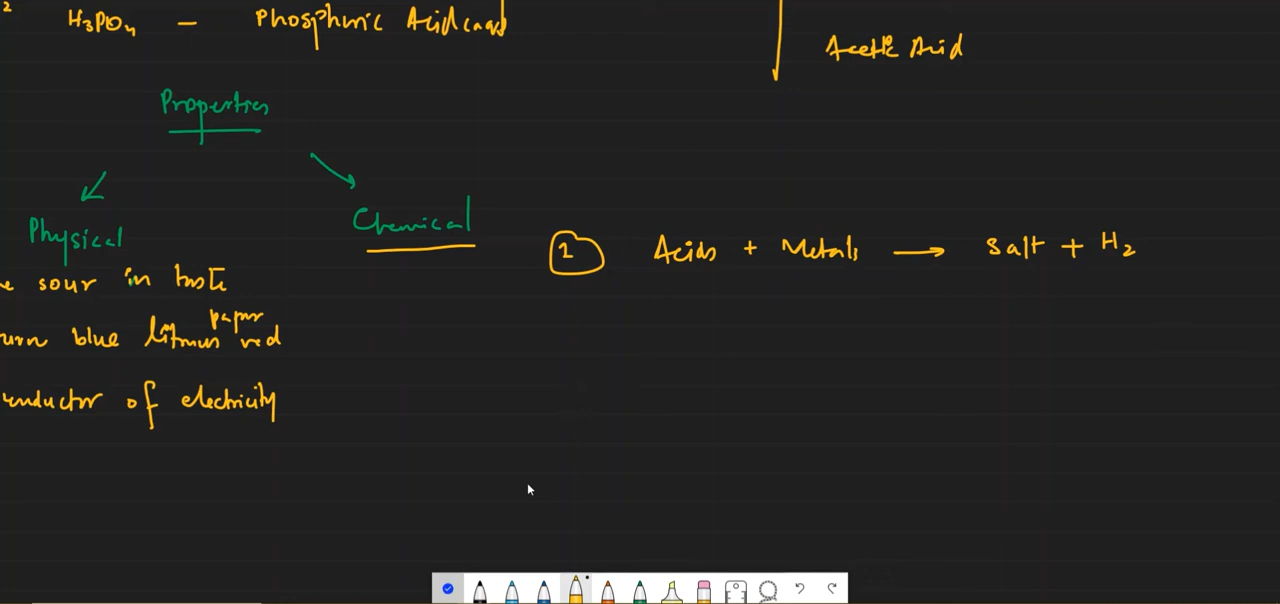 2
H₃PO₄ — Phosphoric Acid
Acetic Acid
Properties
Physical
Chemical
① Acids + Metals → Salt + H₂
sour in taste
blue litmus paper red
of electricity